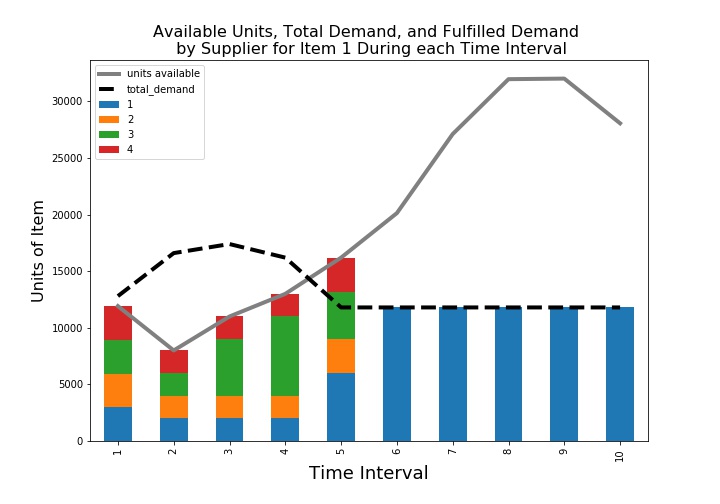 Available Units, Total Demand, and Fulfilled Demand
by Supplier for Item 1 During each Time Interval
units available
total_demand
1
2
3
4
Units of Item
30000
25000
20000
15000
10000
5000
0
1 2 3 4 5 6 7 8 9 10
Time Interval